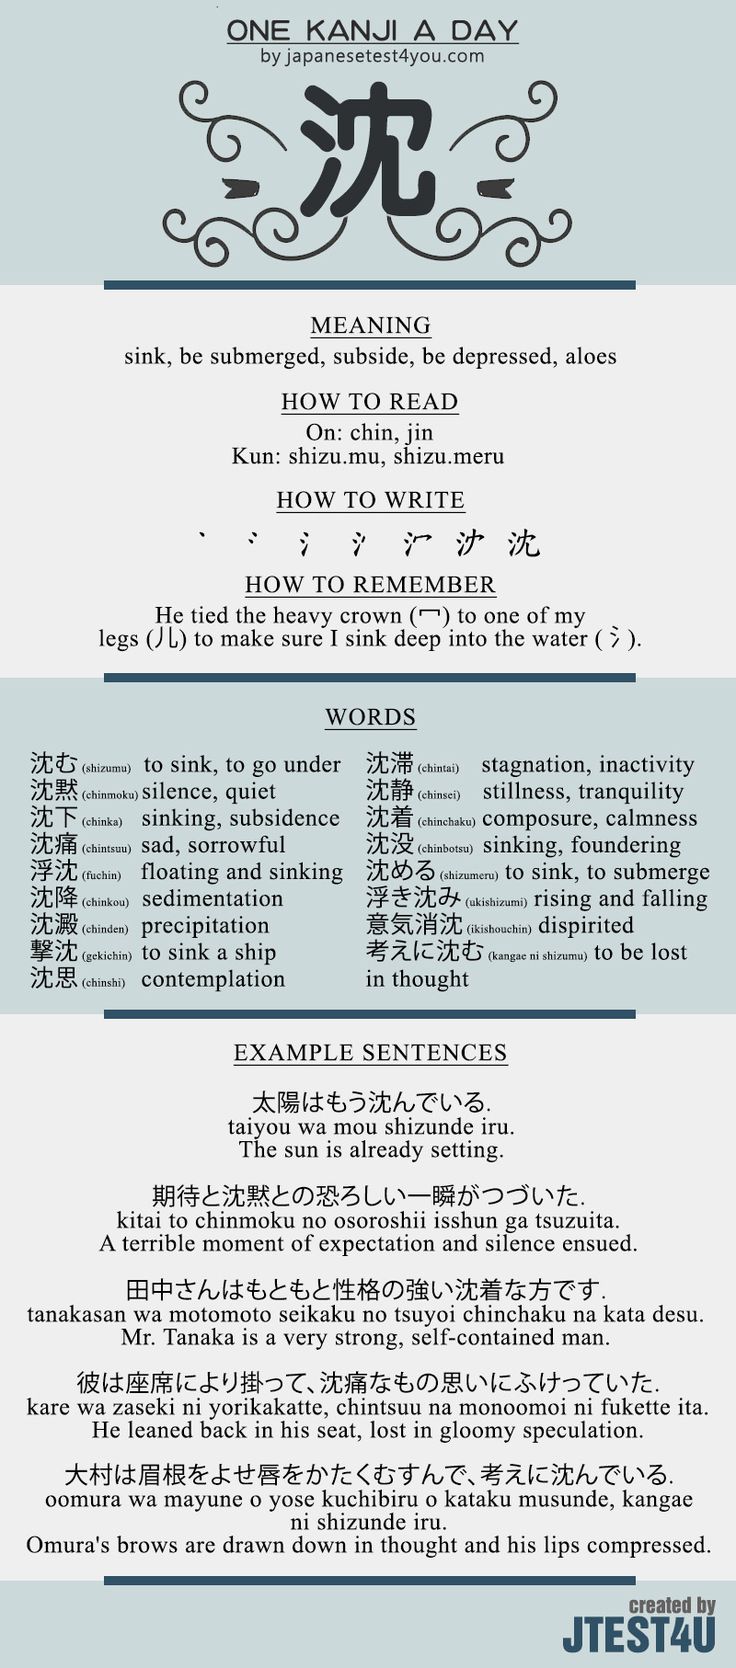 ONE KANJI A DAY
by japanesetest4you.com
沈
MEANING
sink, be submerged, subside, be depressed, aloes
HOW TO READ
On: chin, jin
Kun: shizu.mu, shizu.meru
HOW TO WRITE
丶 冫 氵 氵 沪 沙 沈
HOW TO REMEMBER
He tied the heavy crown (冖) to one of my
legs (儿) to make sure I sink deep into the water (氵).
WORDS
沈む (shizumu) to sink, to go under
沈黙 (chinmoku) silence, quiet
沈下 (chinka) sinking, subsidence
沈痛 (chintsuu) sad, sorrowful
浮沈 (fuchin) floating and sinking
沈降 (chinkou) sedimentation
沈澱 (chinden) precipitation
撃沈 (gekichin) to sink a ship
沈思 (chinshi) contemplation
沈滞 (chintai) stagnation, inactivity
沈静 (chinsei) stillness, tranquility
沈着 (chinchaku) composure, calmness
沈没 (chinbotsu) sinking, foundering
沈める (shizumeru) to sink, to submerge
浮き沈み (ukishizumi) rising and falling
意気消沈 (ikishouchin) dispirited
考えに沈む (kangae ni shizumu) to be lost
in thought
EXAMPLE SENTENCES
太陽はもう沈んでいる.
taiyou wa mou shizunde iru.
The sun is already setting.
期待と沈黙との恐ろしい一瞬がつづいた.
kitai to chinmoku no osoroshii isshun ga tsuzuita.
A terrible moment of expectation and silence ensued.
田中さんはもともと性格の強い沈着な方です.
tanakasan wa motomoto seikaku no tsuyoi chinchaku na kata desu.
Mr. Tanaka is a very strong, self-contained man.
彼は座席により掛って、沈痛なもの思いにふけっていた.
kare wa zaseki ni yorikakatte, chintsuu na monoomoi ni fukette ita.
He leaned back in his seat, lost in gloomy speculation.
大村は眉根をよせ唇をかたくむすんで、考えに沈んでいる.
oomura wa mayune o yose kuchibiru o kataku musunde, kangae
ni shizunde iru.
Omura's brows are drawn down in thought and his lips compressed.
created by
JTEST4U